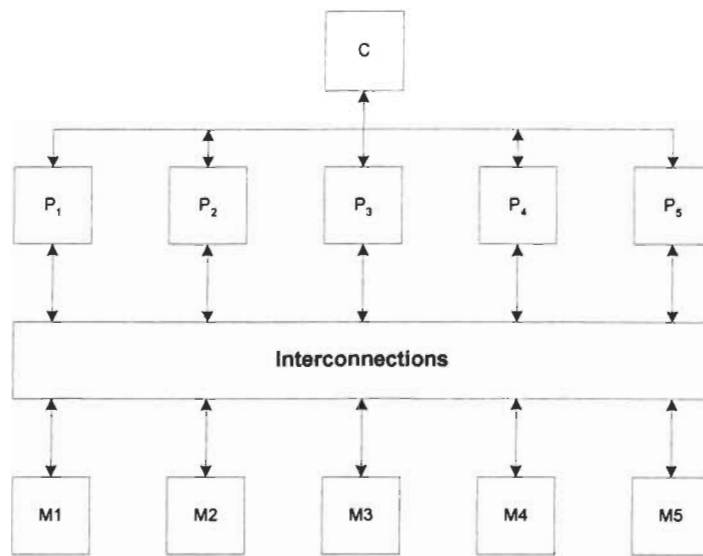 C
P₁ P₂ P₃ P₄ P₅
Interconnections
M1 M2 M3 M4 M5